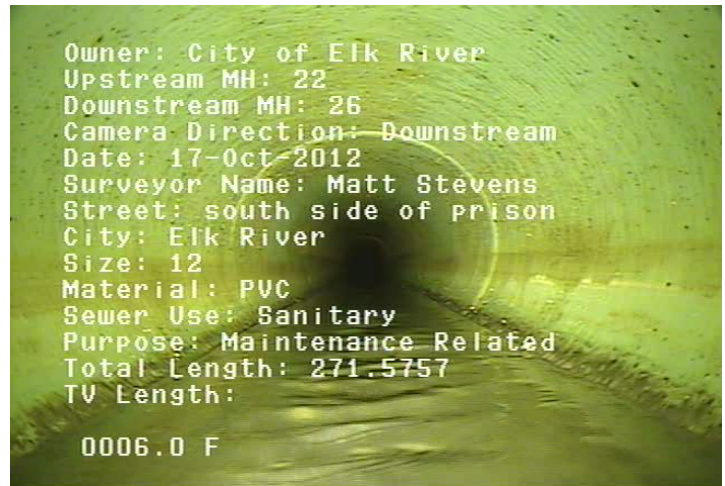 Owner: City of Elk River
Upstream MH: 22
Downstream MH: 26
Camera Direction: Downstream
Date: 17-Oct-2012
Surveyor Name: Matt Stevens
Street: south side of prison
City: Elk River
Size: 12
Material: PVC
Sewer Use: Sanitary
Purpose: Maintenance Related
Total Length: 271.5757
TV Length:
0006.0 F